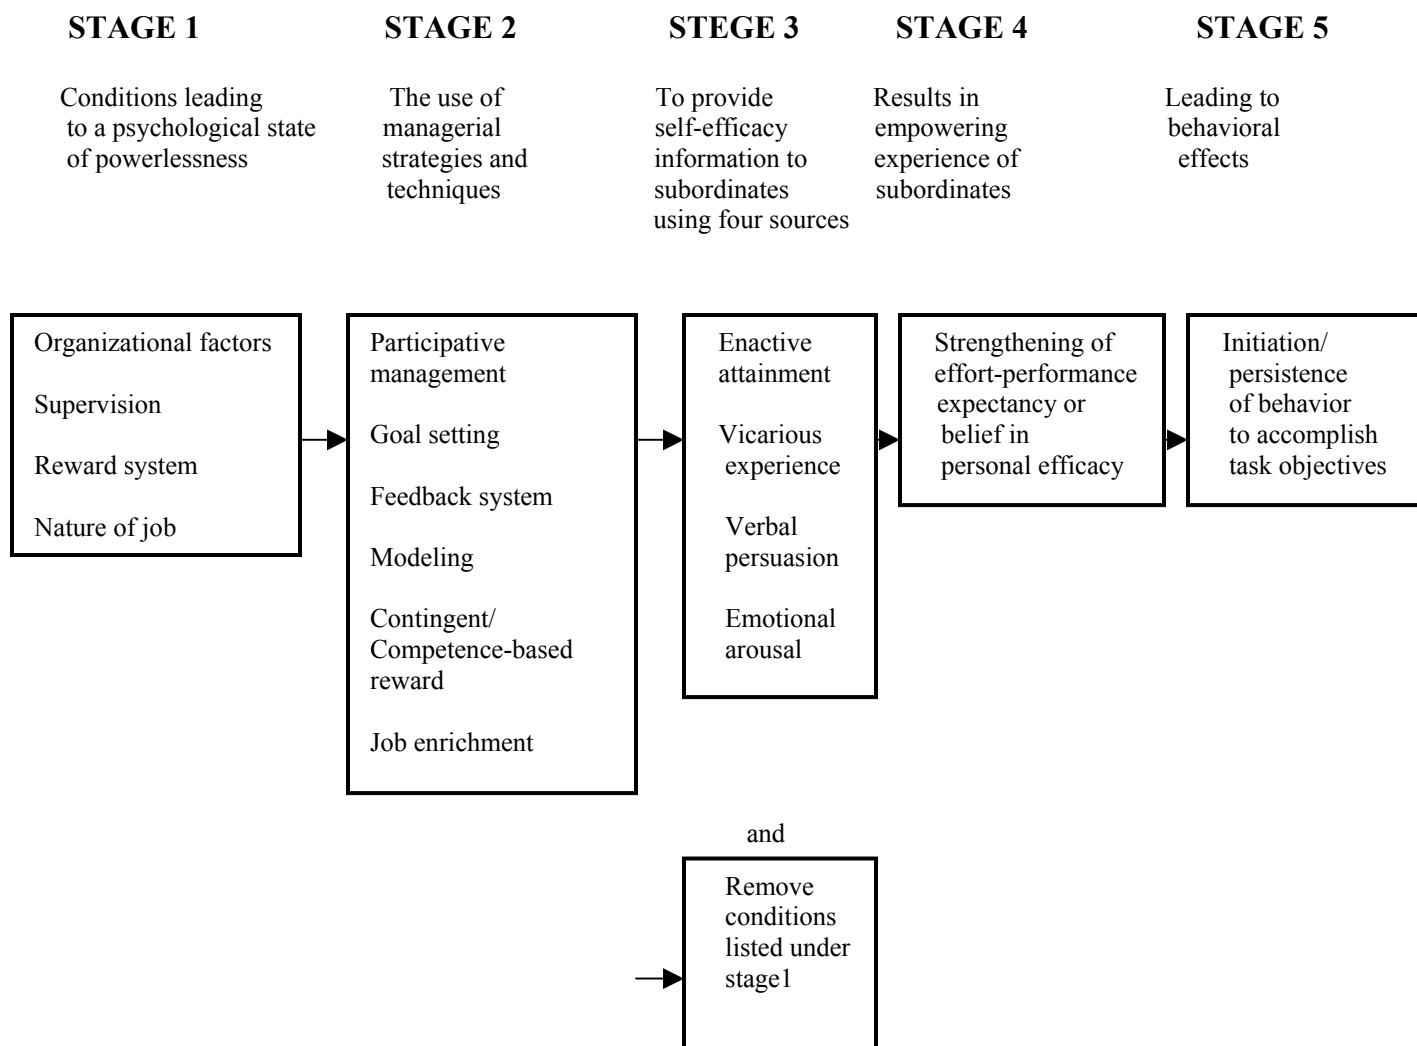 STAGE 1
STAGE 2
STEGE 3
STAGE 4
STAGE 5
Conditions leading
to a psychological state
of powerlessness
The use of
managerial
strategies and
techniques
To provide
self-efficacy
information to
subordinates
using four sources
Results in
empowering
experience of
subordinates
Leading to
behavioral
effects
Organizational factors
Supervision
Reward system
Nature of job
Participative
management
Goal setting
Feedback system
Modeling
Contingent/
Competence-based
reward
Job enrichment
Enactive
attainment
Vicarious
experience
Verbal
persuasion
Emotional
arousal
Strengthening of
effort-performance
expectancy or
belief in
personal efficacy
Initiation/
persistence
of behavior
to accomplish
task objectives
and
Remove
conditions
listed under
stage1